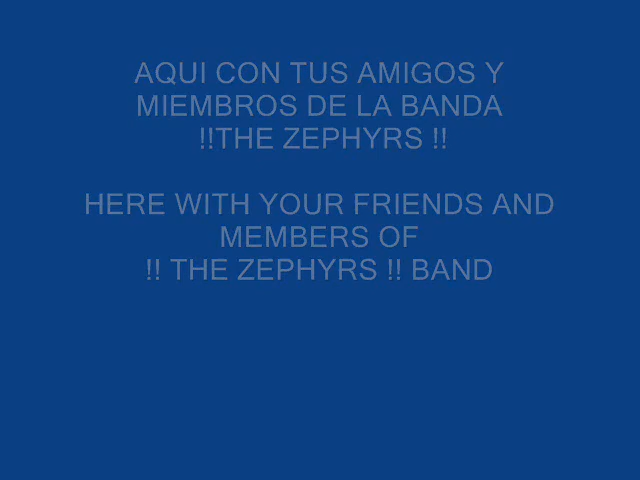 AQUI CON TUS AMIGOS Y
MIEMBROS DE LA BANDA
!!THE ZEPHYRS !!
HERE WITH YOUR FRIENDS AND
MEMBERS OF
!! THE ZEPHYRS !! BAND